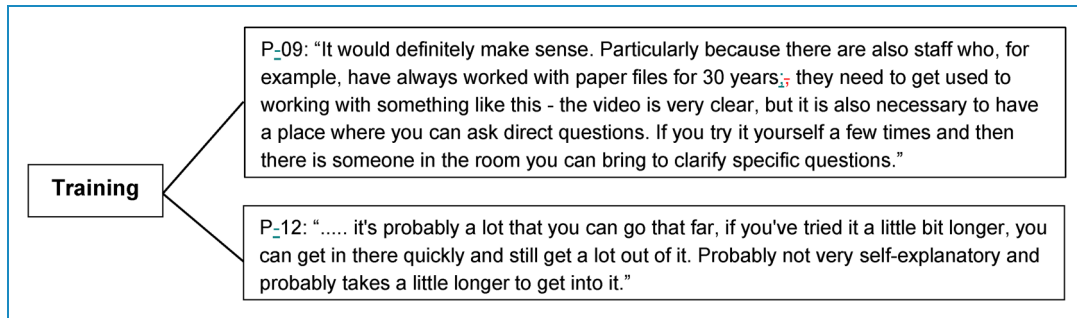 P-09: “It would definitely make sense. Particularly because there are also staff who, for
example, have always worked with paper files for 30 years;, they need to get used to
working with something like this - the video is very clear, but it is also necessary to have
a place where you can ask direct questions. If you try it yourself a few times and then
there is someone in the room you can bring to clarify specific questions.”
Training
P-12: “..... it's probably a lot that you can go that far, if you've tried it a little bit longer, you
can get in there quickly and still get a lot out of it. Probably not very self-explanatory and
probably takes a little longer to get into it.”